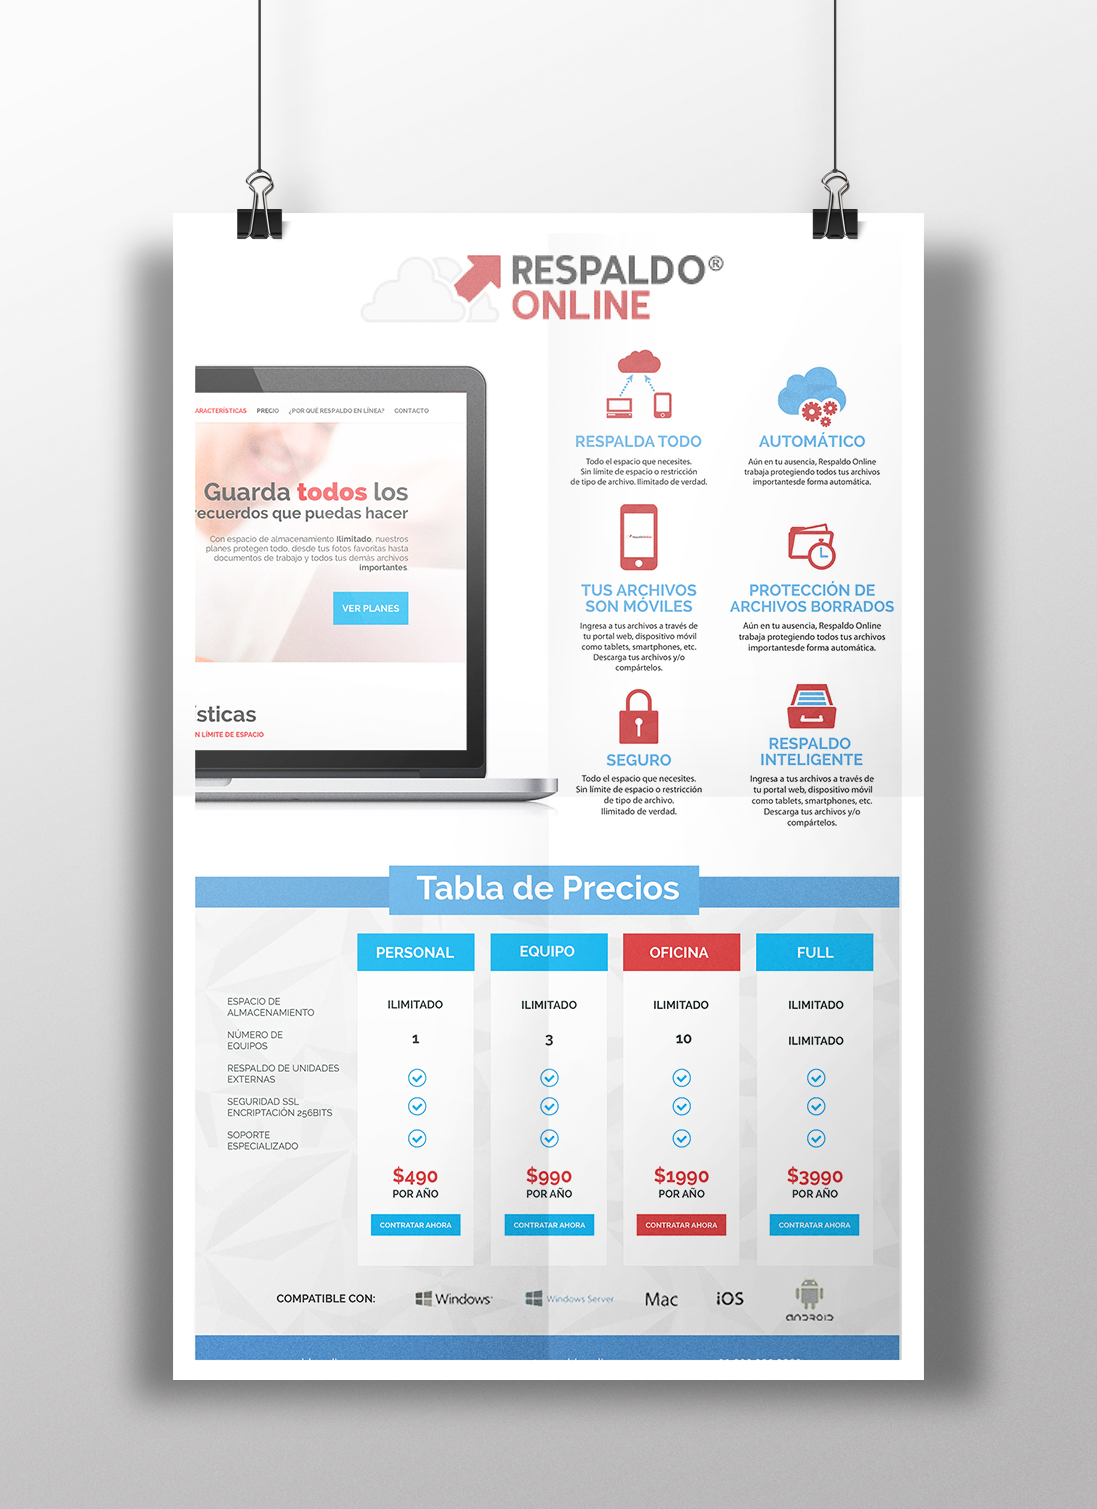 RESPALDO®
ONLINE
ARACTERÍSTICAS PRECIO ¿POR QUÉ RESPALDO EN LÍNEA? CONTACTO
Guarda todos los
recuerdos que puedas hacer
Con espacio de almacenamiento Ilimitado, nuestros
planes protegen todo, desde tus fotos favoritas hasta
documentos de trabajo y todos tus demás archivos
importantes.
VER PLANES
ísticas
N LÍMITE DE ESPACIO
RESPALDA TODO
Todo el espacio que necesites.
Sin límite de espacio o restricción
de tipo de archivo. Ilimitado de verdad.
AUTOMÁTICO
Aún en tu ausencia, Respaldo Online
trabaja protegiendo todos tus archivos
importantesde forma automática.
TUS ARCHIVOS
SON MÓVILES
Ingresa a tus archivos a través de
tu portal web, dispositivo móvil
como tablets, smartphones, etc.
Descarga tus archivos y/o
compártelos.
PROTECCIÓN DE
ARCHIVOS BORRADOS
Aún en tu ausencia, Respaldo Online
trabaja protegiendo todos tus archivos
importantesde forma automática.
SEGURO
Todo el espacio que necesites.
Sin límite de espacio o restricción
de tipo de archivo.
Ilimitado de verdad.
RESPALDO
INTELIGENTE
Ingresa a tus archivos a través de
tu portal web, dispositivo móvil
como tablets, smartphones, etc.
Descarga tus archivos y/o
compártelos.
Tabla de Precios
PERSONAL EQUIPO OFICINA FULL
ESPACIO DE
ALMACENAMIENTO
ILIMITADO ILIMITADO ILIMITADO ILIMITADO
NÚMERO DE
EQUIPOS
1 3 10 ILIMITADO
RESPALDO DE UNIDADES
EXTERNAS
SEGURIDAD SSL
ENCRIPTACIÓN 256BITS
SOPORTE
ESPECIALIZADO
$490 $990 $1990 $3990
POR AÑO POR AÑO POR AÑO POR AÑO
CONTRATAR AHORA CONTRATAR AHORA CONTRATAR AHORA CONTRATAR AHORA
COMPATIBLE CON: Windows Windows Server Mac iOS ANDROID